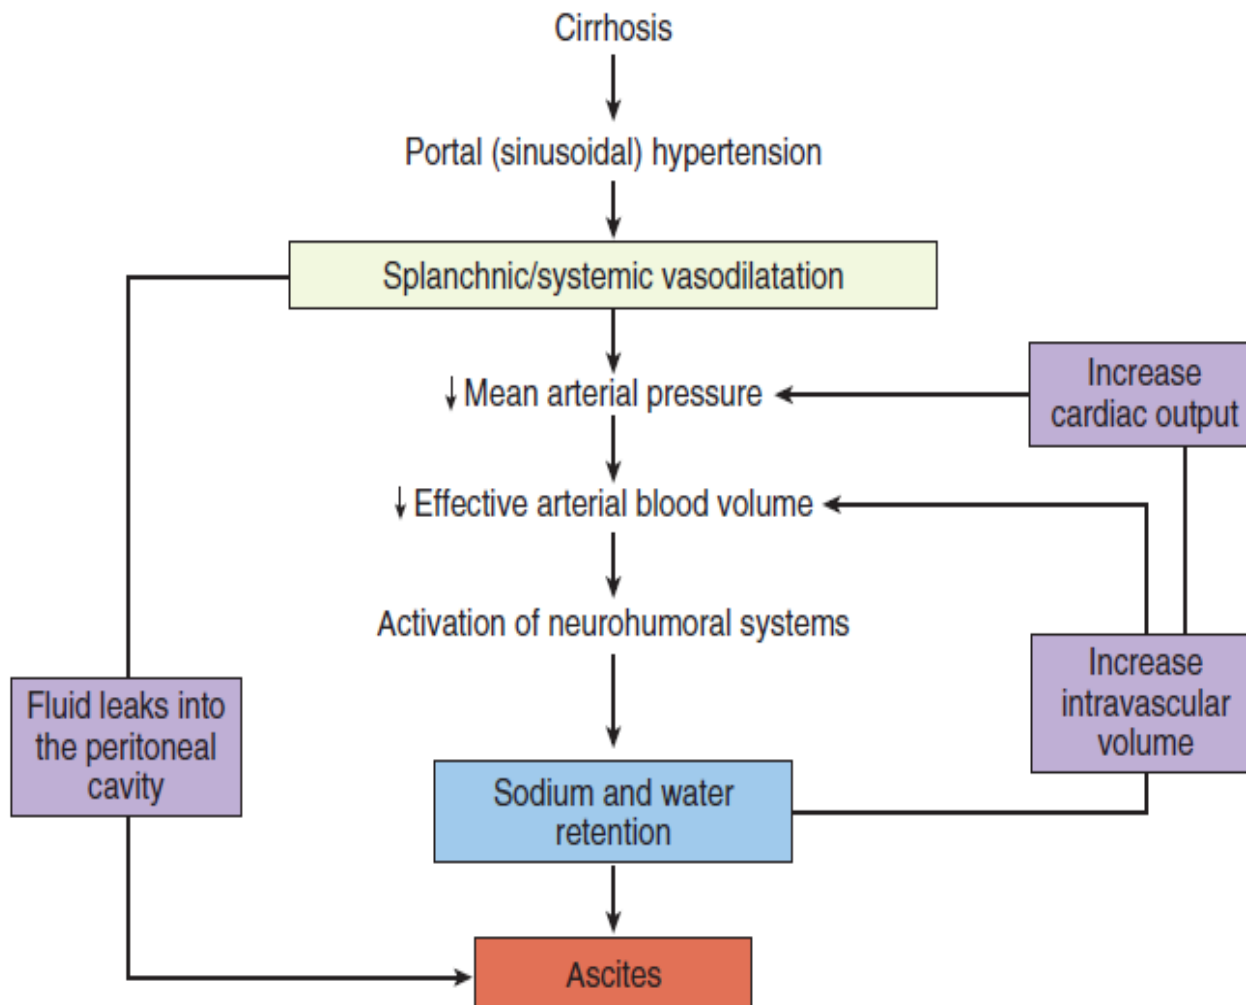 Cirrhosis
Portal (sinusoidal) hypertension
Splanchnic/systemic vasodilatation
↓ Mean arterial pressure
Increase
cardiac output
↓ Effective arterial blood volume
Activation of neurohumoral systems
Increase
intravascular
volume
Fluid leaks into
the peritoneal
cavity
Sodium and water
retention
Ascites